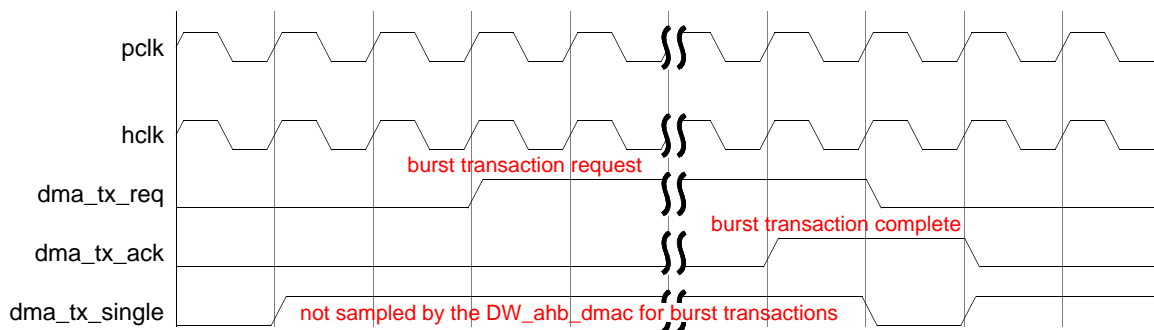 pclk
hclk
burst transaction request
dma_tx_req
burst transaction complete
dma_tx_ack
dma_tx_single
not sampled by the DW_ahb_dmac for burst transactions